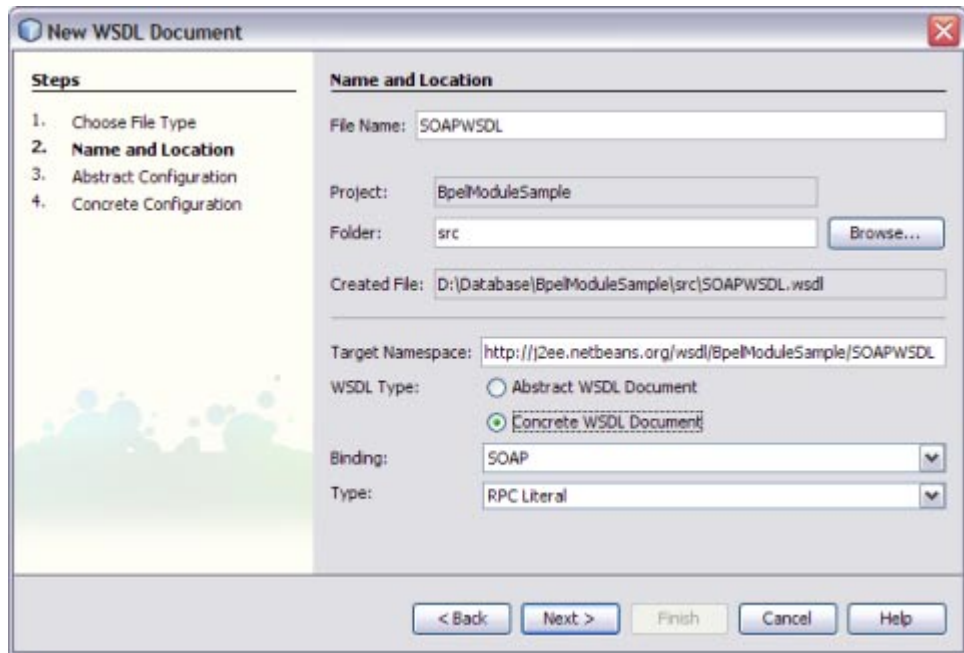 New WSDL Document
Steps
1. Choose File Type
2. Name and Location
3. Abstract Configuration
4. Concrete Configuration
Name and Location
File Name: SOAPWSDL
Project: BpelModuleSample
Folder: src Browse...
Created File: D:\Database\BpelModuleSample\src\SOAPWSDL.wsdl
Target Namespace: http://j2ee.netbeans.org/wsdl/BpelModuleSample/SOAPWSDL
WSDL Type: Abstract WSDL Document
Concrete WSDL Document
Binding: SOAP
Type: RPC Literal
< Back Next > Finish Cancel Help